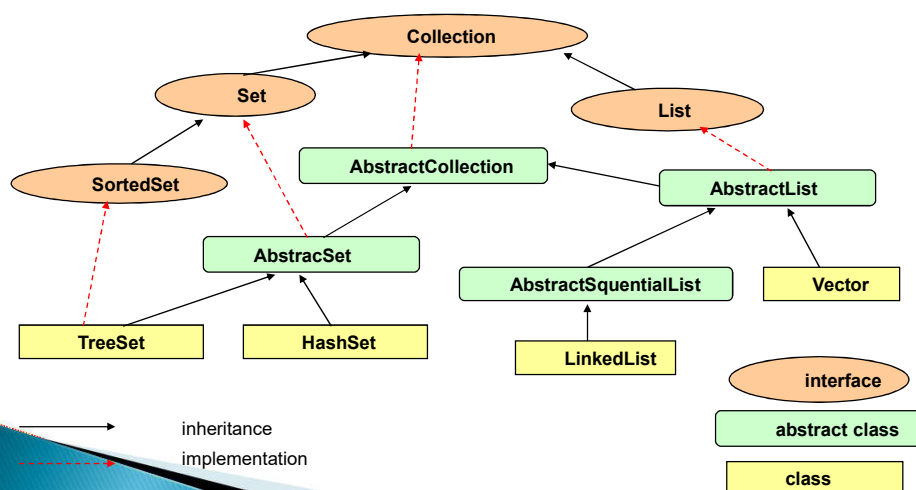 Collection
Set
List
AbstractCollection
SortedSet
AbstractList
AbstracSet
AbstractSquentialList
Vector
TreeSet
HashSet
LinkedList
interface
inheritance
abstract class
implementation
class